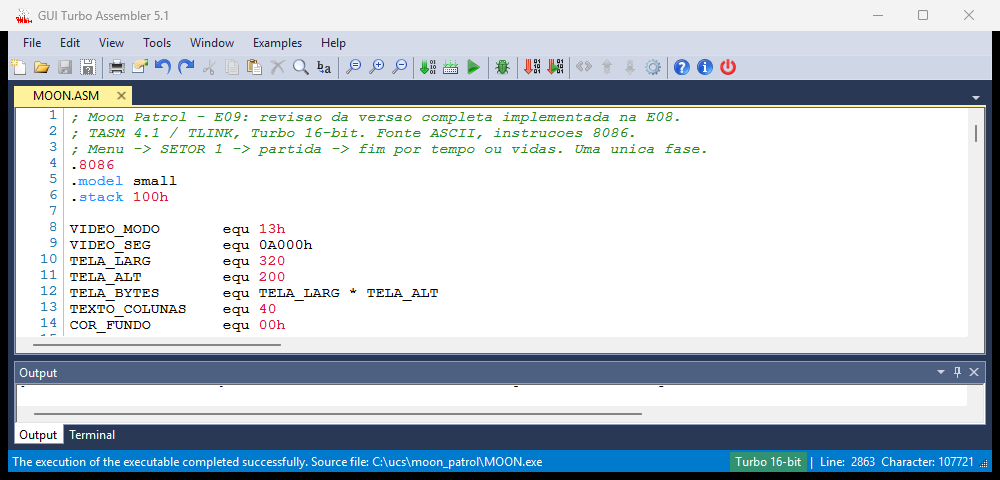 GUI Turbo Assembler 5.1
File Edit View Tools Window Examples Help
MOON.ASM
1 ; Moon Patrol - E09: revisao da versao completa implementada na E08.
2 ; TASM 4.1 / TLINK, Turbo 16-bit. Fonte ASCII, instrucoes 8086.
3 ; Menu -> SETOR 1 -> partida -> fim por tempo ou vidas. Uma unica fase.
4 .8086
5 .model small
6 .stack 100h
7
8 VIDEO_MODO equ 13h
9 VIDEO_SEG equ 0A000h
10 TELA_LARG equ 320
11 TELA_ALT equ 200
12 TELA_BYTES equ TELA_LARG * TELA_ALT
13 TEXTO_COLUNAS equ 40
14 COR_FUNDO equ 00h
Output
Output Terminal
The execution of the executable completed successfully. Source file: C:\ucs\moon_patrol\MOON.exe Turbo 16-bit | Line: 2863 Character: 107721